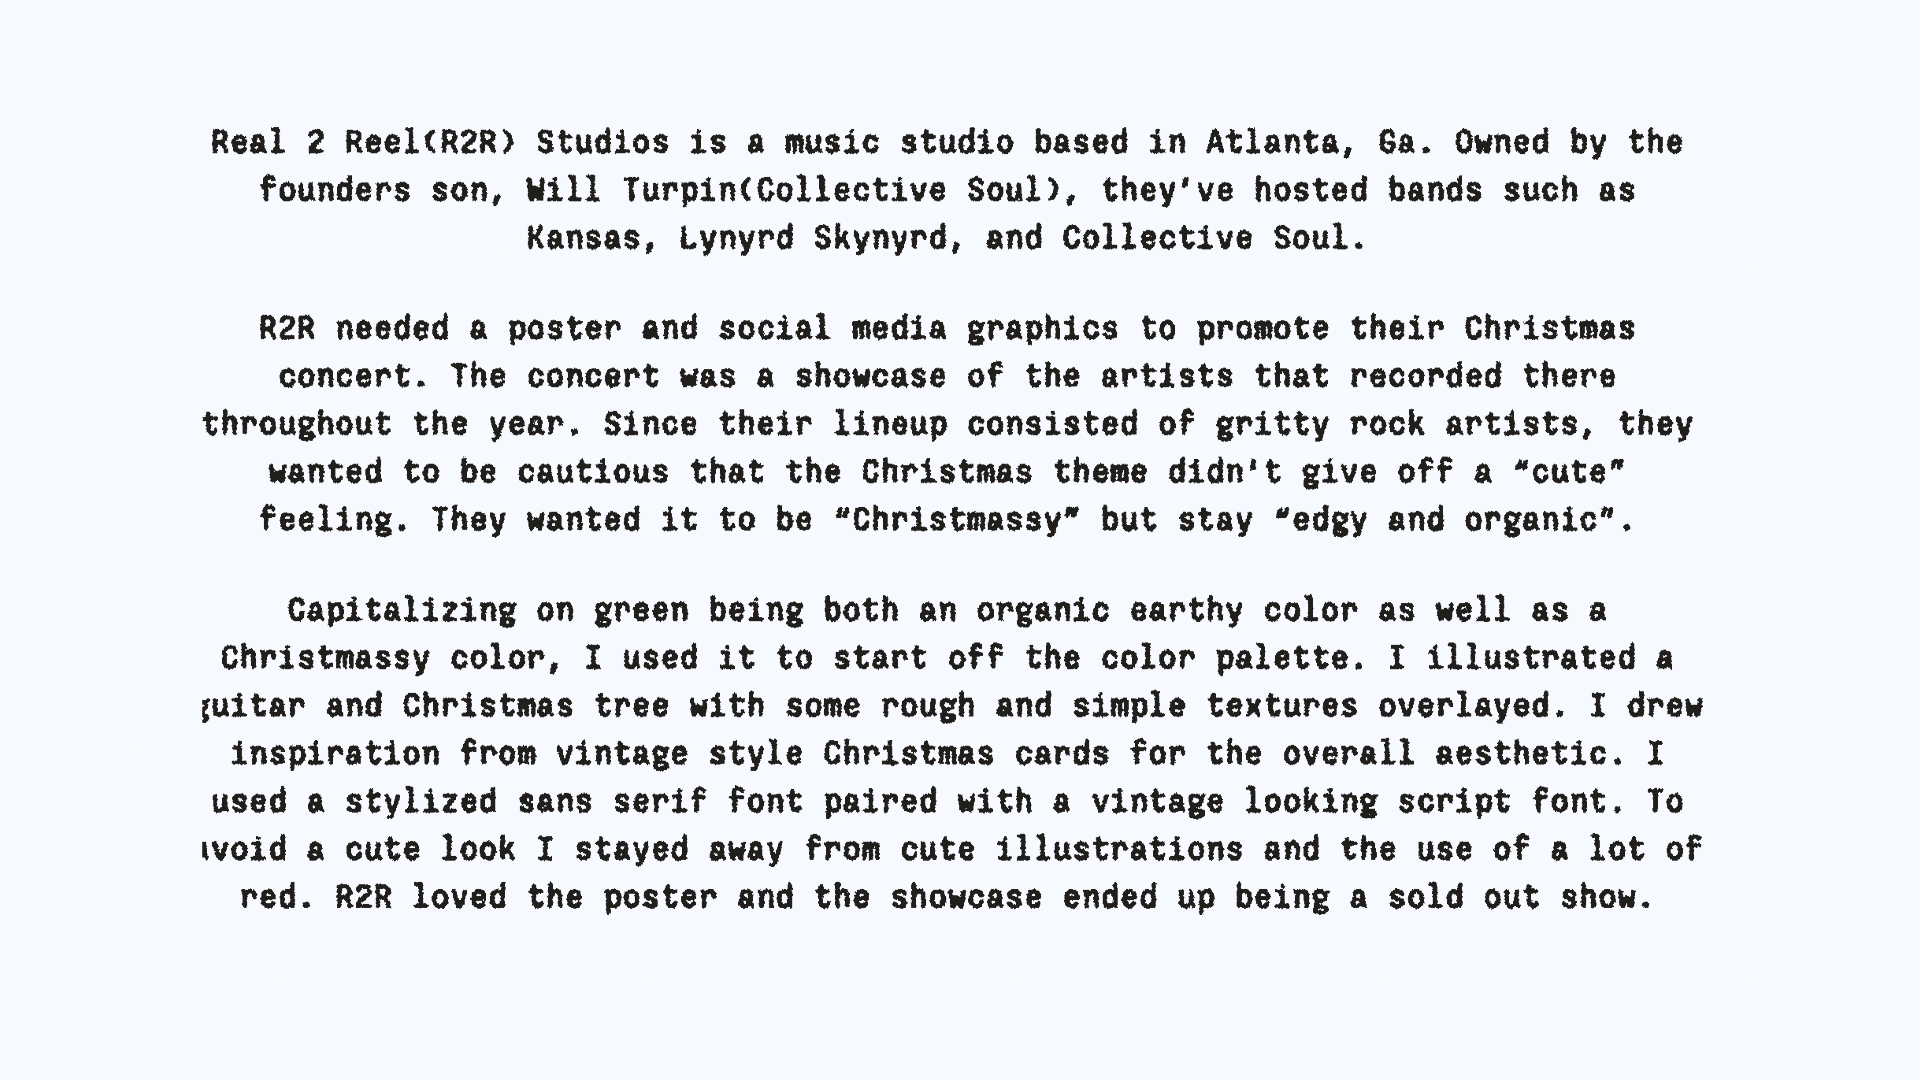 Real 2 Reel(R2R) Studios is a music studio based in Atlanta, Ga. Owned by the
founders son, Will Turpin(Collective Soul), they've hosted bands such as
Kansas, Lynyrd Skynyrd, and Collective Soul.
R2R needed a poster and social media graphics to promote their Christmas
concert. The concert was a showcase of the artists that recorded there
throughout the year. Since their lineup consisted of gritty rock artists, they
wanted to be cautious that the Christmas theme didn't give off a “cute”
feeling. They wanted it to be “Christmassy” but stay “edgy and organic”.
Capitalizing on green being both an organic earthy color as well as a
Christmassy color, I used it to start off the color palette. I illustrated a
guitar and Christmas tree with some rough and simple textures overlayed. I drew
inspiration from vintage style Christmas cards for the overall aesthetic. I
used a stylized sans serif font paired with a vintage looking script font. To
avoid a cute look I stayed away from cute illustrations and the use of a lot of
red. R2R loved the poster and the showcase ended up being a sold out show.